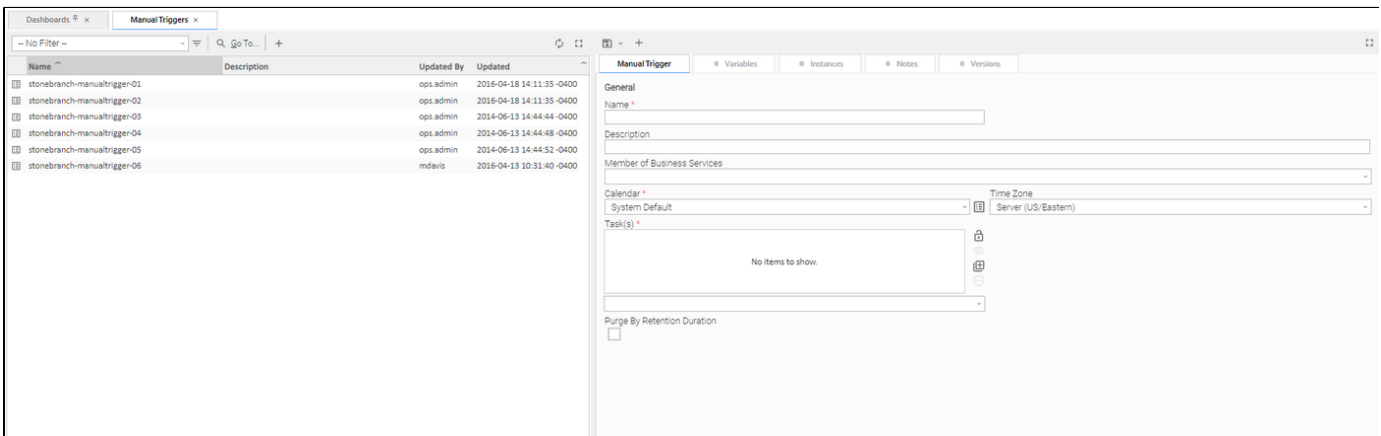 Dashboards
Manual Triggers
-- No Filter --
Go To...
Name Description Updated By Updated
stonebranch-manualtrigger-01 ops.admin 2016-04-18 14:11:35 -0400
stonebranch-manualtrigger-02 ops.admin 2016-04-18 14:11:35 -0400
stonebranch-manualtrigger-03 ops.admin 2014-06-13 14:44:44 -0400
stonebranch-manualtrigger-04 ops.admin 2014-06-13 14:44:48 -0400
stonebranch-manualtrigger-05 ops.admin 2014-06-13 14:44:52 -0400
stonebranch-manualtrigger-06 mdavis 2016-04-13 10:31:40 -0400
Manual Trigger Variables Instances Notes Versions
General
Name *
Description
Member of Business Services
Calendar * Time Zone
System Default Server (US/Eastern)
Task(s) *
No items to show.
Purge By Retention Duration